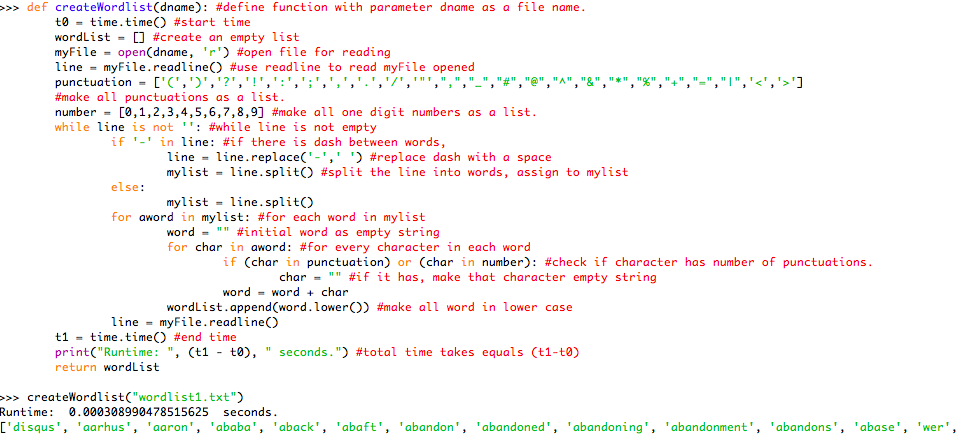 >>> def createWordlist(dname): #define function with parameter dname as a file name.
        t0 = time.time() #start time
        wordList = [] #create an empty list
        myFile = open(dname, 'r') #open file for reading
        line = myFile.readline() #use readline to read myFile opened
        punctuation = ['(',')','?','!',':',';',',','.','/','"',",","_","#","@","^","&","*","%","+","=","|",'<','>']
        #make all punctuations as a list.
        number = [0,1,2,3,4,5,6,7,8,9] #make all one digit numbers as a list.
        while line is not '': #while line is not empty
                if '-' in line: #if there is dash between words,
                        line = line.replace('-',' ') #replace dash with a space
                        mylist = line.split() #split the line into words, assign to mylist
                else:
                        mylist = line.split()
                for aword in mylist: #for each word in mylist
                        word = "" #initial word as empty string
                        for char in aword: #for every character in each word
                                if (char in punctuation) or (char in number): #check if character has number of punctuations.
                                        char = "" #if it has, make that character empty string
                                word = word + char
                        wordList.append(word.lower()) #make all word in lower case
                line = myFile.readline()
        t1 = time.time() #end time
        print("Runtime: ", (t1 - t0), " seconds.") #total time takes equals (t1-t0)
        return wordList
>>> createWordlist("wordlist1.txt")
Runtime:  0.000308990478515625  seconds.
['disqus', 'aarhus', 'aaron', 'ababa', 'aback', 'abaft', 'abandon', 'abandoned', 'abandoning', 'abandonment', 'abandons', 'abase', 'wer',